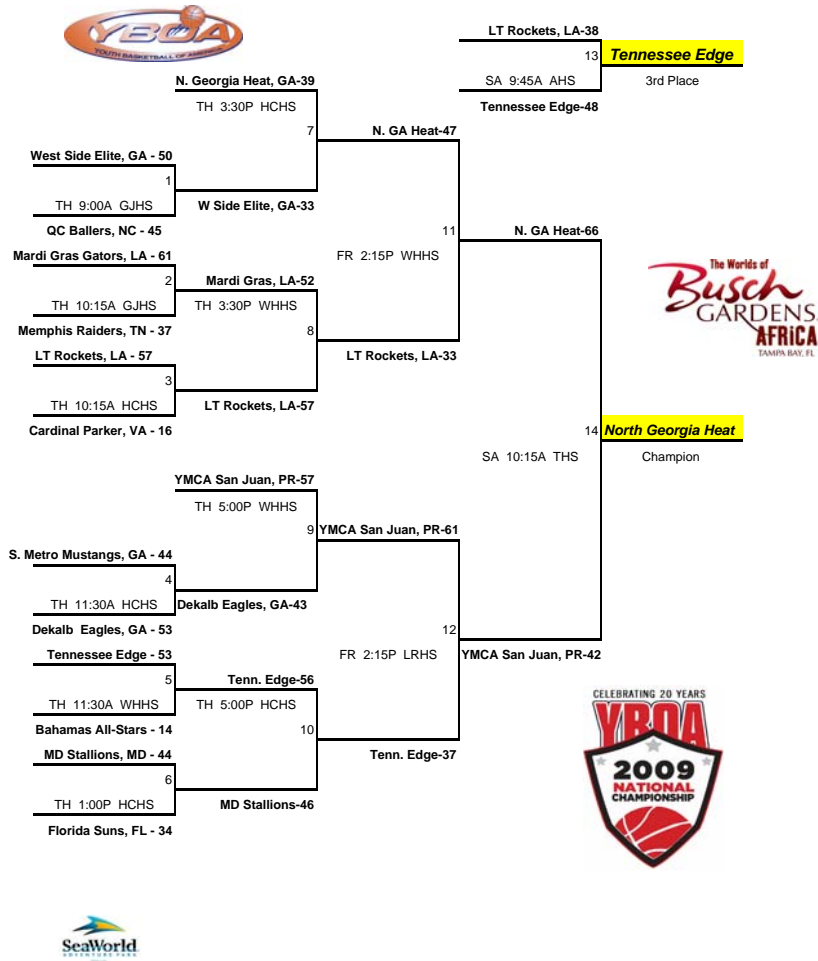 YBOA
YOUTH BASKETBALL OF AMERICA
LT Rockets, LA-38
13
Tennessee Edge
SA 9:45A AHS
3rd Place
Tennessee Edge-48
N. Georgia Heat, GA-39
TH 3:30P HCHS
7
N. GA Heat-47
West Side Elite, GA - 50
1
TH 9:00A GJHS
W Side Elite, GA-33
QC Ballers, NC - 45
11
N. GA Heat-66
Mardi Gras Gators, LA - 61
FR 2:15P WHHS
2
Mardi Gras, LA-52
TH 10:15A GJHS
TH 3:30P WHHS
Memphis Raiders, TN - 37
8
LT Rockets, LA - 57
LT Rockets, LA-33
3
TH 10:15A HCHS
LT Rockets, LA-57
Cardinal Parker, VA - 16
The Worlds of
Busch
GARDENS
AFRICA
TAMPA BAY, FL
14
North Georgia Heat
SA 10:15A THS
Champion
YMCA San Juan, PR-57
TH 5:00P WHHS
9
YMCA San Juan, PR-61
S. Metro Mustangs, GA - 44
4
TH 11:30A HCHS
Dekalb Eagles, GA-43
Dekalb Eagles, GA - 53
12
Tennessee Edge - 53
FR 2:15P LRHS
YMCA San Juan, PR-42
5
Tenn. Edge-56
TH 11:30A WHHS
TH 5:00P HCHS
Bahamas All-Stars - 14
10
MD Stallions, MD - 44
Tenn. Edge-37
6
TH 1:00P HCHS
MD Stallions-46
Florida Suns, FL - 34
CELEBRATING 20 YEARS
YBOA
2009
NATIONAL
CHAMPIONSHIP
SeaWorld
ADVENTURE PARK